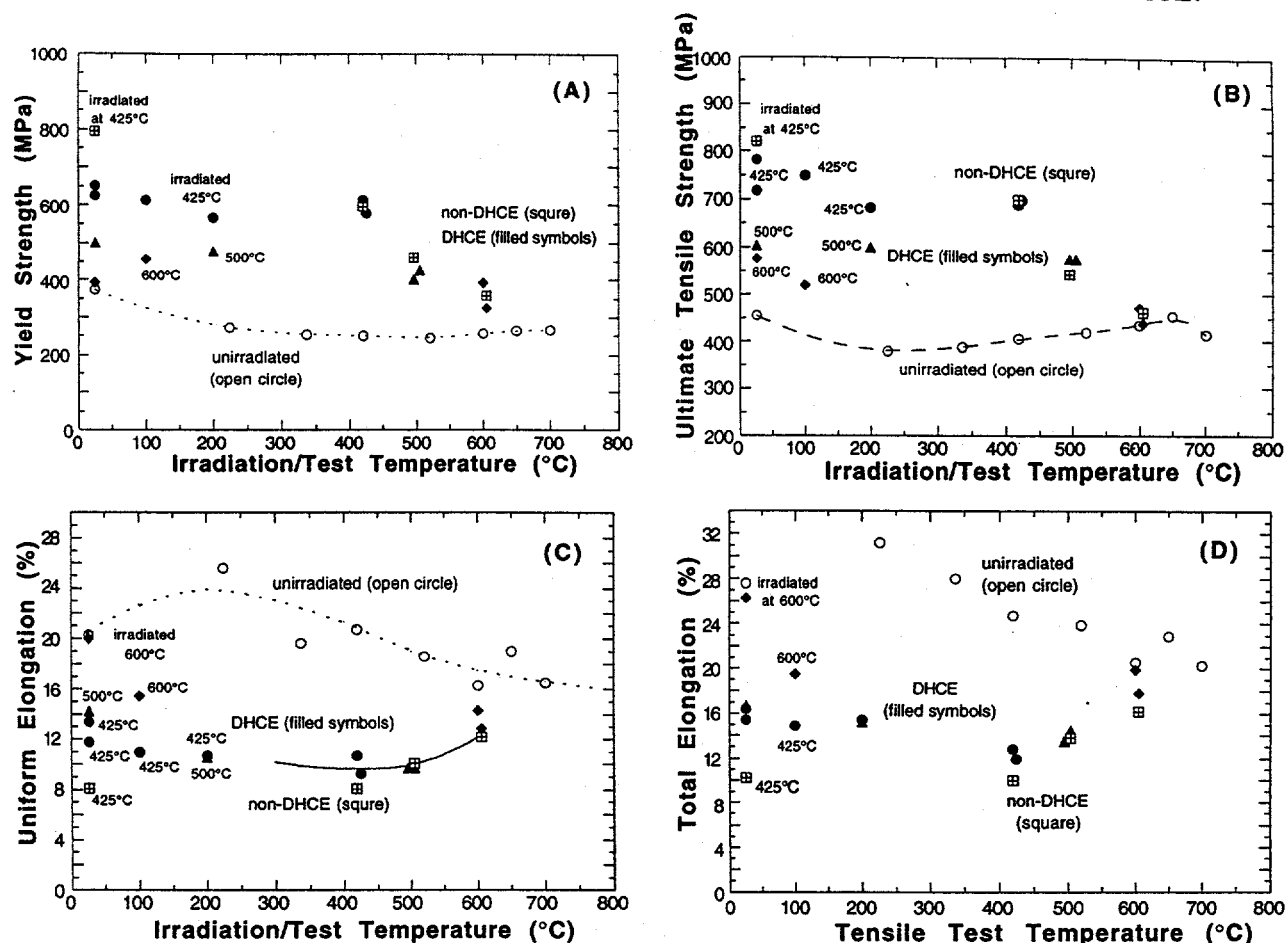 1000
800
600
400
200
0
Yield Strength (MPa)
(A)
irradiated
at 425°C
irradiated
425°C
600°C
500°C
non-DHCE (squre)
DHCE (filled symbols)
unirradiated
(open circle)
0 100 200 300 400 500 600 700 800
Irradiation/Test Temperature (°C)
1000
900
800
700
600
500
400
300
200
Ultimate Tensile Strength (MPa)
(B)
irradiated
at 425°C
425°C
425°C
425°C
500°C
500°C
600°C
600°C
non-DHCE (squre)
DHCE (filled symbols)
unirradiated (open circle)
0 100 200 300 400 500 600 700 800
Irradiation/Test Temperature (°C)
28
24
20
16
12
8
4
0
Uniform Elongation (%)
(C)
unirradiated (open circle)
irradiated
600°C
600°C
500°C
425°C
425°C
425°C
425°C
500°C
425°C
DHCE (filled symbols)
non-DHCE (squre)
0 100 200 300 400 500 600 700 800
Irradiation/Test Temperature (°C)
32
28
24
20
16
12
8
4
0
Total Elongation (%)
(D)
unirradiated
(open circle)
irradiated
at 600°C
600°C
DHCE
(filled symbols)
425°C
425°C
non-DHCE
(square)
0 100 200 300 400 500 600 700 800
Tensile Test Temperature (°C)